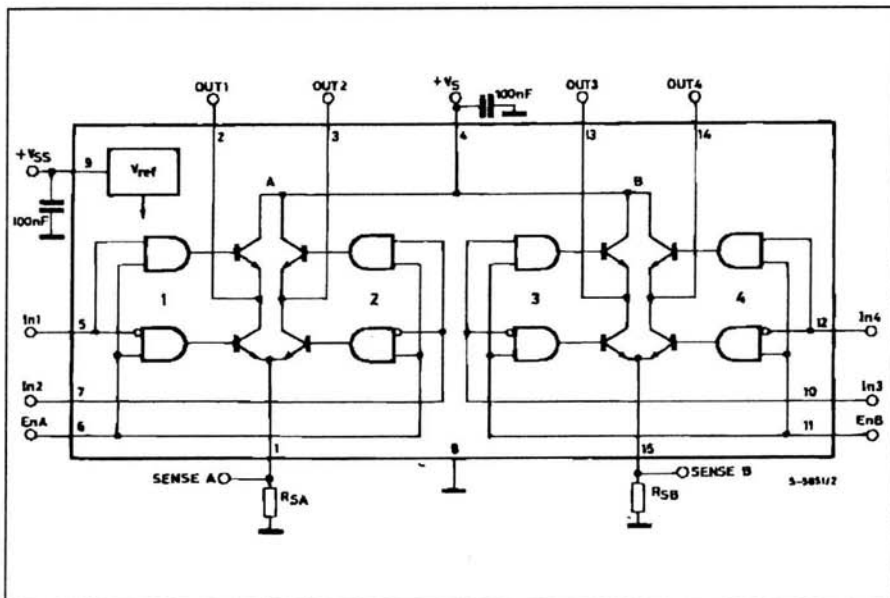 OUT1 OUT2 +VS 100nF OUT3 OUT4
2 3 4 13 14
+VSS 9 Vref A B
100nF
1 2 3 4
In1 5 12 In4
In2 7 10 In3
EnA 6 11 EnB
1 8 15
SENSE A SENSE B S-5851/2
RSA RSB